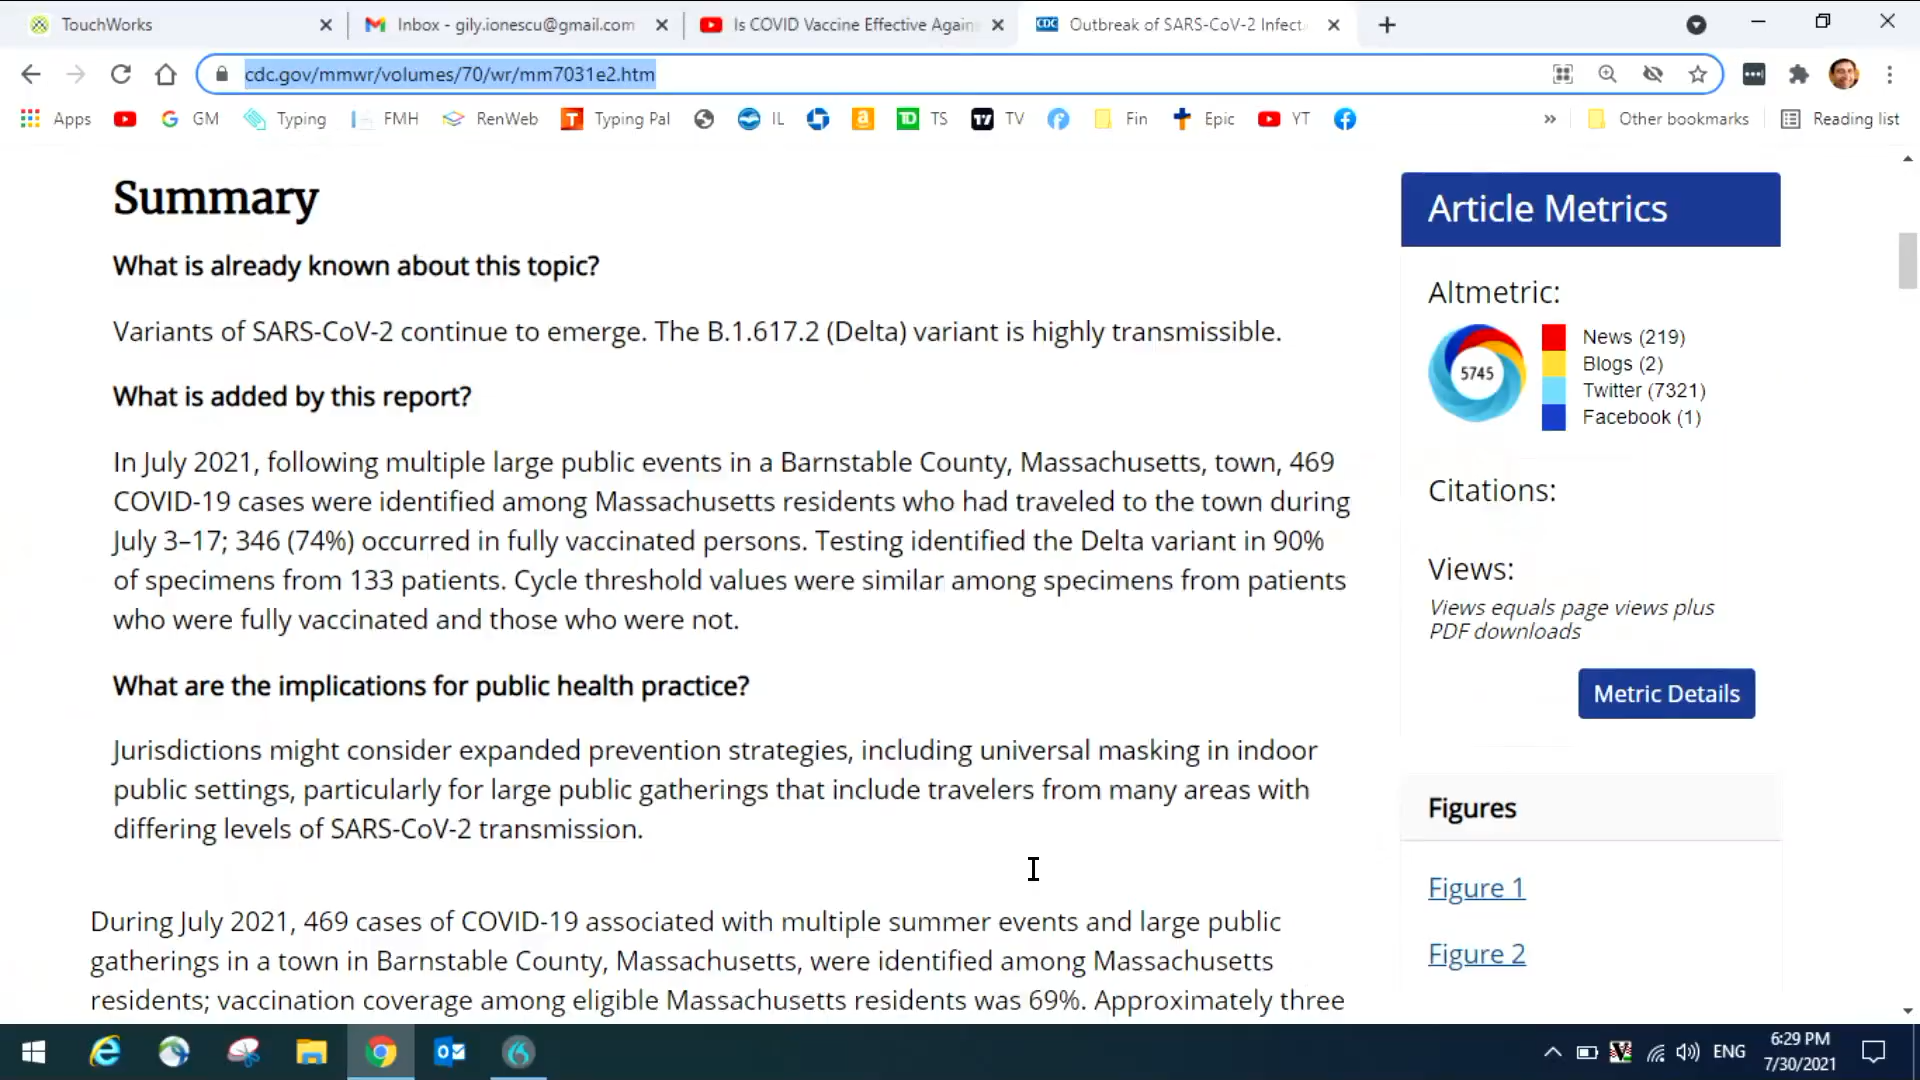 TouchWorks
Inbox - gily.ionescu@gmail.com
Is COVID Vaccine Effective Again
CDC
Outbreak of SARS-CoV-2 Infect
cdc.gov/mmwr/volumes/70/wr/mm7031e2.htm
Apps
G GM
Typing
FMH
RenWeb
T Typing Pal
IL
a
TD TS
TV
Fin
Epic
YT
»
Other bookmarks
Reading list
Summary
What is already known about this topic?
Variants of SARS-CoV-2 continue to emerge. The B.1.617.2 (Delta) variant is highly transmissible.
What is added by this report?
In July 2021, following multiple large public events in a Barnstable County, Massachusetts, town, 469
COVID-19 cases were identified among Massachusetts residents who had traveled to the town during
July 3–17; 346 (74%) occurred in fully vaccinated persons. Testing identified the Delta variant in 90%
of specimens from 133 patients. Cycle threshold values were similar among specimens from patients
who were fully vaccinated and those who were not.
What are the implications for public health practice?
Jurisdictions might consider expanded prevention strategies, including universal masking in indoor
public settings, particularly for large public gatherings that include travelers from many areas with
differing levels of SARS-CoV-2 transmission.
During July 2021, 469 cases of COVID-19 associated with multiple summer events and large public
gatherings in a town in Barnstable County, Massachusetts, were identified among Massachusetts
residents; vaccination coverage among eligible Massachusetts residents was 69%. Approximately three
Article Metrics
Altmetric:
5745
News (219)
Blogs (2)
Twitter (7321)
Facebook (1)
Citations:
Views:
Views equals page views plus
PDF downloads
Metric Details
Figures
Figure 1
Figure 2
ENG
6:29 PM
7/30/2021